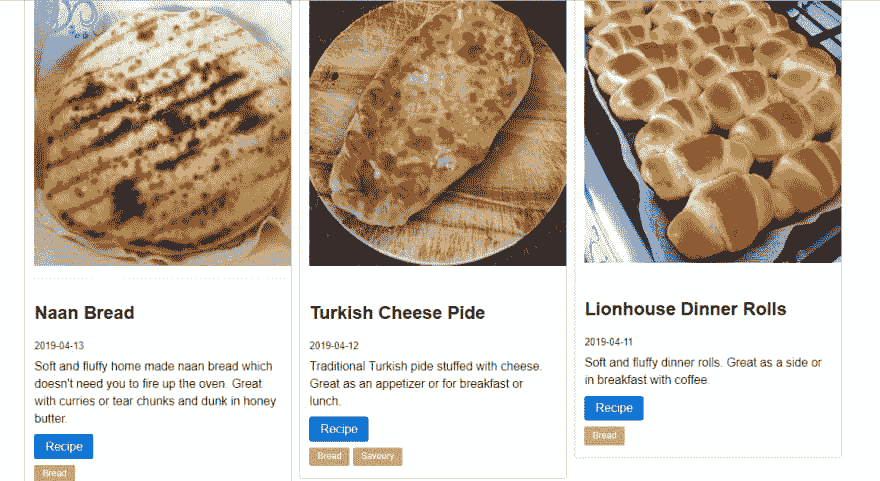 Naan Bread
2019-04-13
Soft and fluffy home made naan bread which
doesn't need you to fire up the oven. Great
with curries or tear chunks and dunk in honey
butter.
Recipe
Bread
Turkish Cheese Pide
2019-04-12
Traditional Turkish pide stuffed with cheese.
Great as an appetizer or for breakfast or
lunch.
Recipe
Bread Savoury
Lionhouse Dinner Rolls
2019-04-11
Soft and fluffy dinner rolls. Great as a side or
in breakfast with coffee.
Recipe
Bread